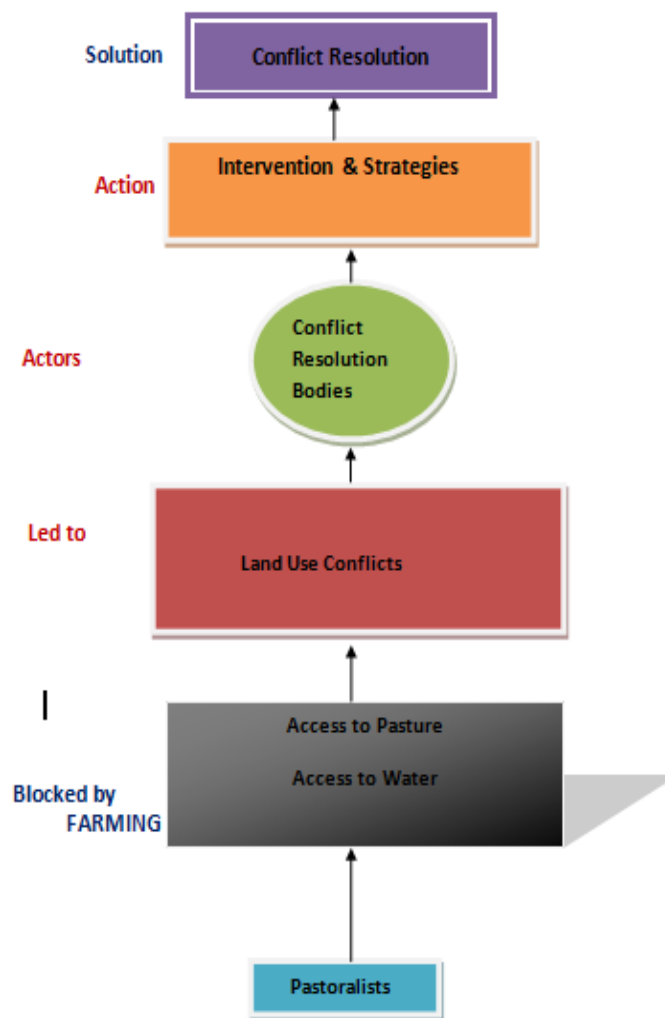 Solution
Conflict Resolution
Intervention & Strategies
Action
Conflict
Resolution
Bodies
Actors
Led to
Land Use Conflicts
Access to Pasture
Access to Water
Blocked by
FARMING
Pastoralists